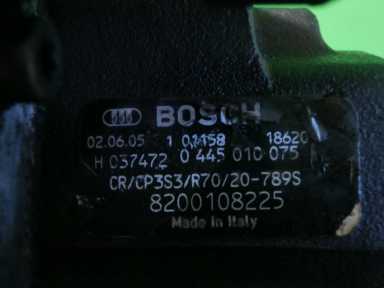 BOSCH
02.06.05 1 01158 18620
H 037472 0 445 010 075
CR/CP3S3/R70/20-789S
8200108225
Made in Italy